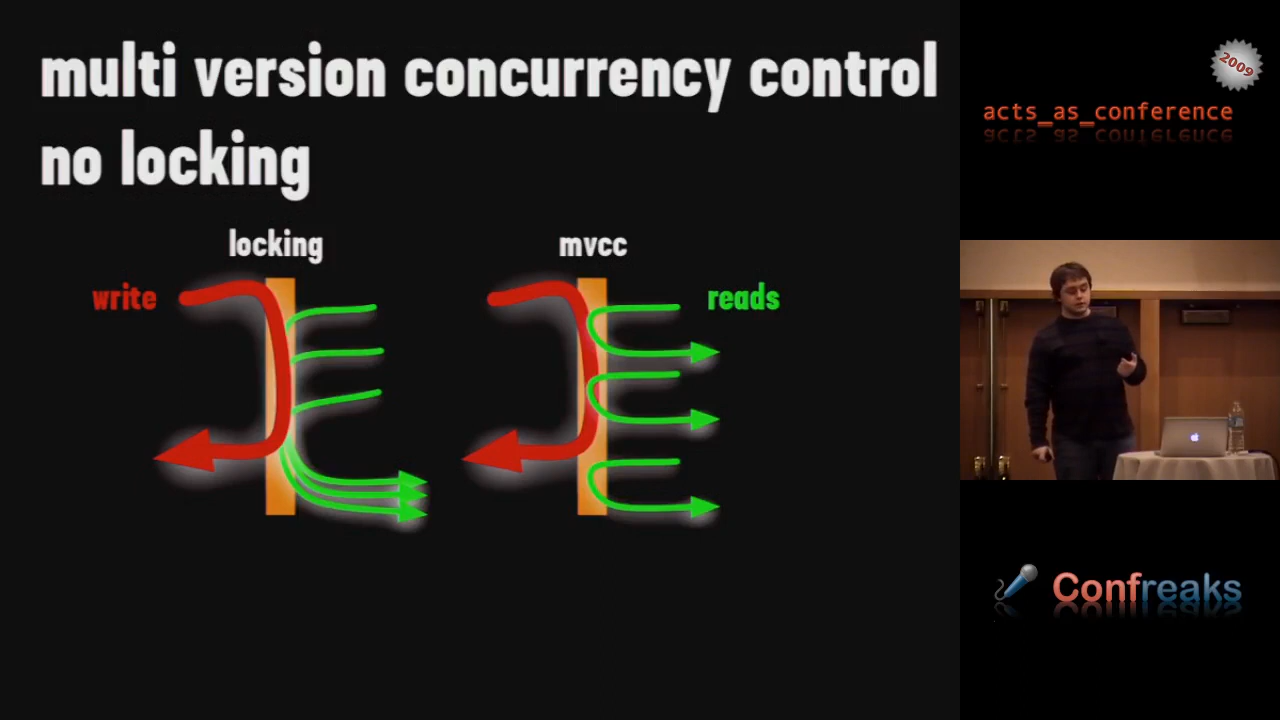 multi version concurrency control
no locking
locking
mvcc
write
reads
2009
acts_as_conference
Confreaks